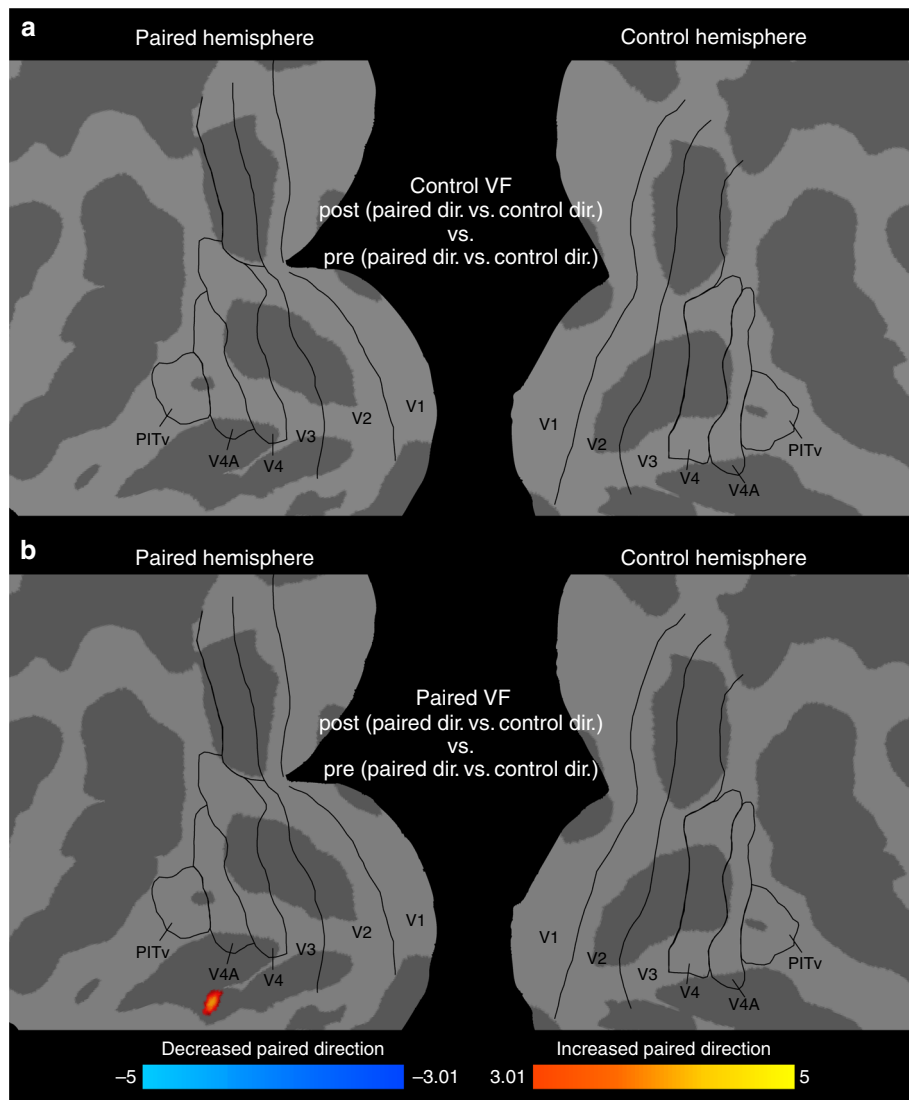 a
Paired hemisphere
Control hemisphere
Control VF
post (paired dir. vs. control dir.)
vs.
pre (paired dir. vs. control dir.)
PITv
V4A
V4
V3
V2
V1
V1
V2
V3
V4
V4A
PITv
b
Paired hemisphere
Control hemisphere
Paired VF
post (paired dir. vs. control dir.)
vs.
pre (paired dir. vs. control dir.)
PITv
V4A
V4
V3
V2
V1
V1
V2
V3
V4
V4A
PITv
Decreased paired direction
–5
–3.01
Increased paired direction
3.01
5